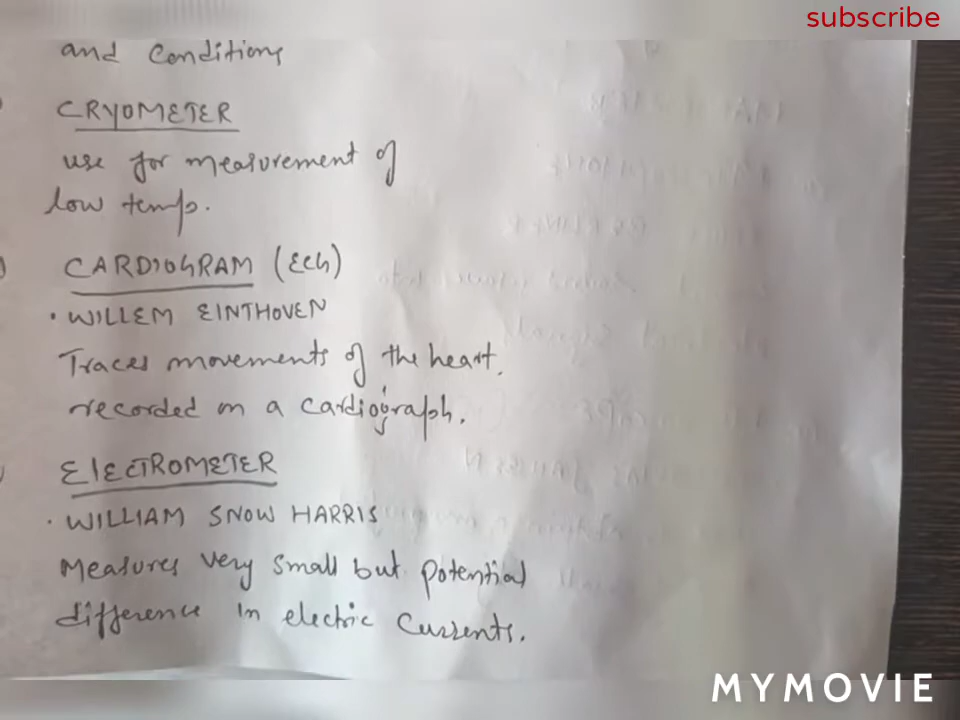 subscribe
and Conditions
CRYOMETER
use for measurement of
low temp.
CARDIOGRAM (ECG)
• WILLEM EINTHOVEN
Traces movements of the heart.
recorded on a cardiograph.
ElECTROMETER
• WILLIAM SNOW HARRIS
Measures very small but potential
difference in electric currents.
MYMOVIE